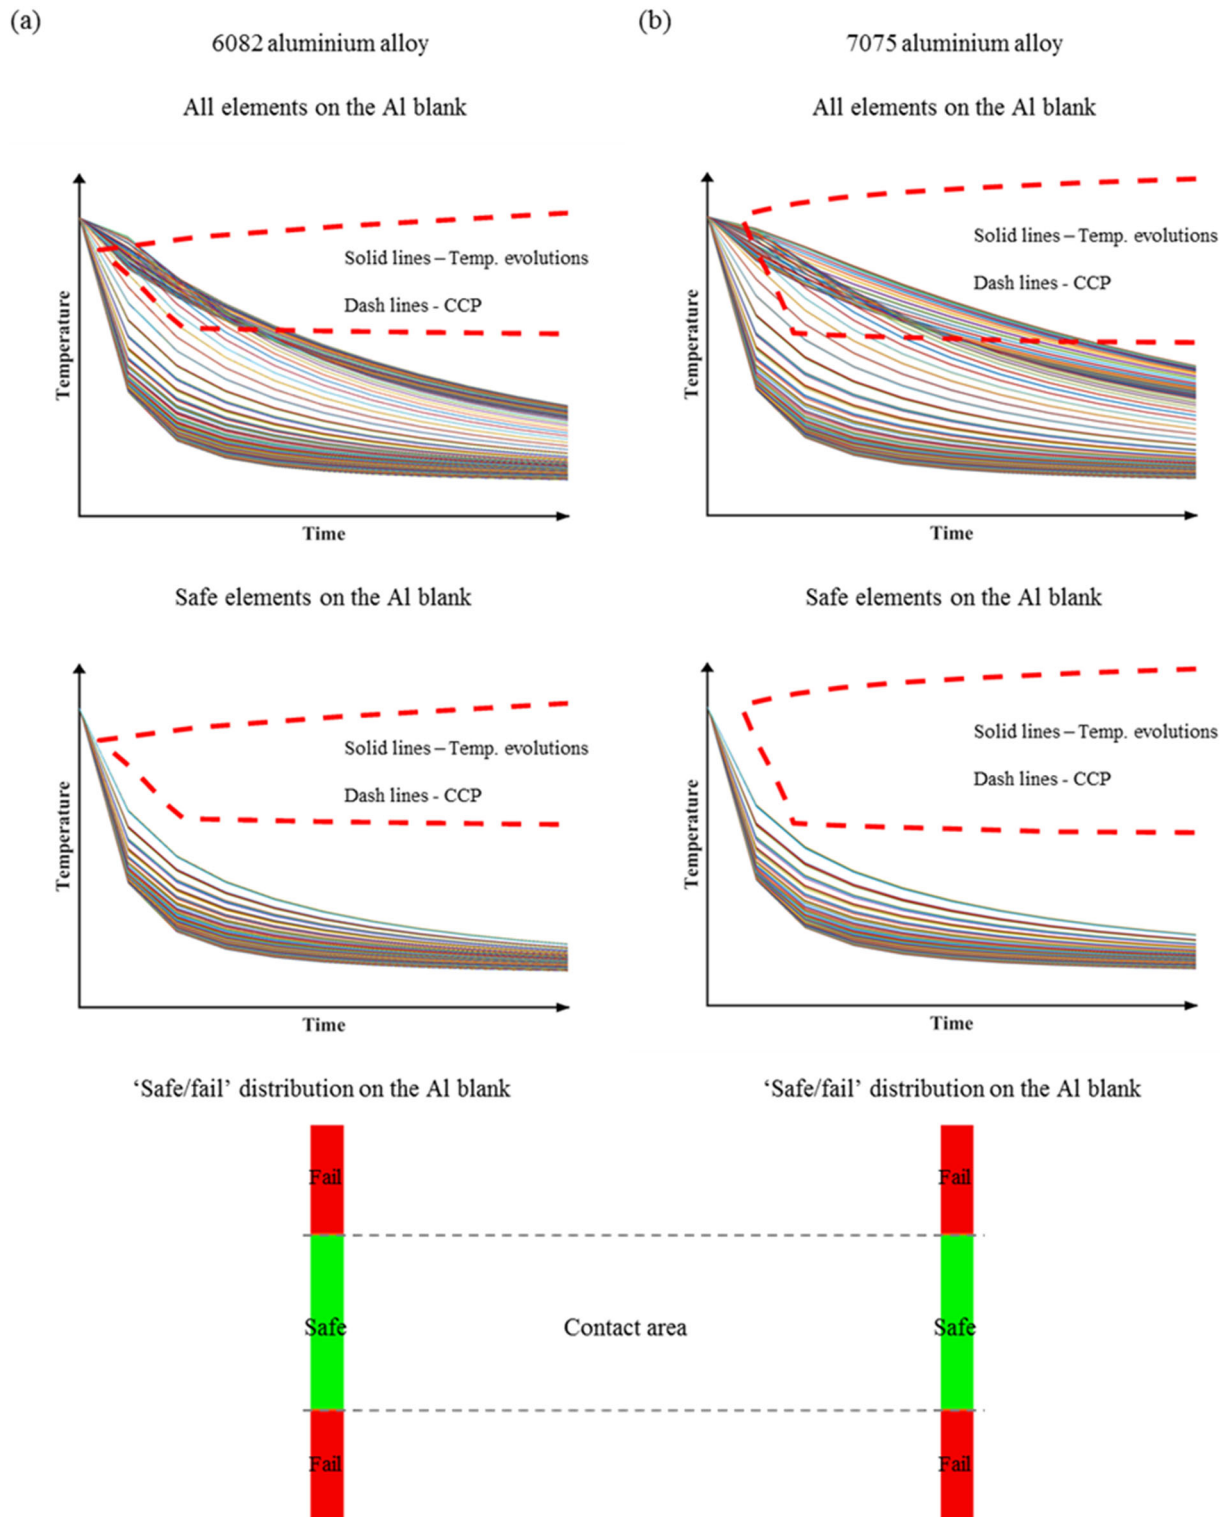 (a)
6082 aluminium alloy
All elements on the Al blank
Solid lines – Temp. evolutions
Dash lines - CCP
Temperature
Time
Safe elements on the Al blank
Solid lines – Temp. evolutions
Dash lines - CCP
Temperature
Time
‘Safe/fail’ distribution on the Al blank
Fail
Safe
Fail
Contact area
(b)
7075 aluminium alloy
All elements on the Al blank
Solid lines – Temp. evolutions
Dash lines - CCP
Temperature
Time
Safe elements on the Al blank
Solid lines – Temp. evolutions
Dash lines - CCP
Temperature
Time
‘Safe/fail’ distribution on the Al blank
Fail
Safe
Fail